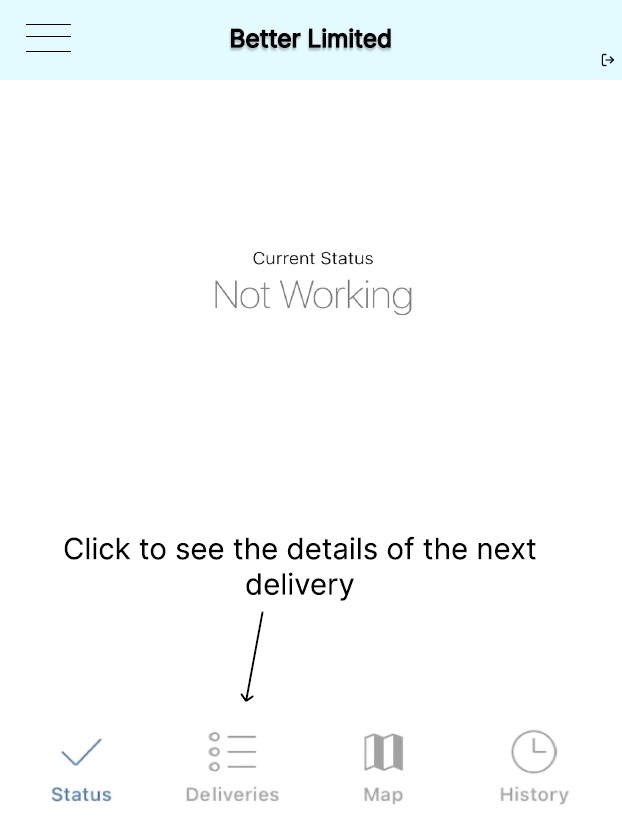 Better Limited
Current Status
Not Working
Click to see the details of the next
delivery
Status
Deliveries
Map
History